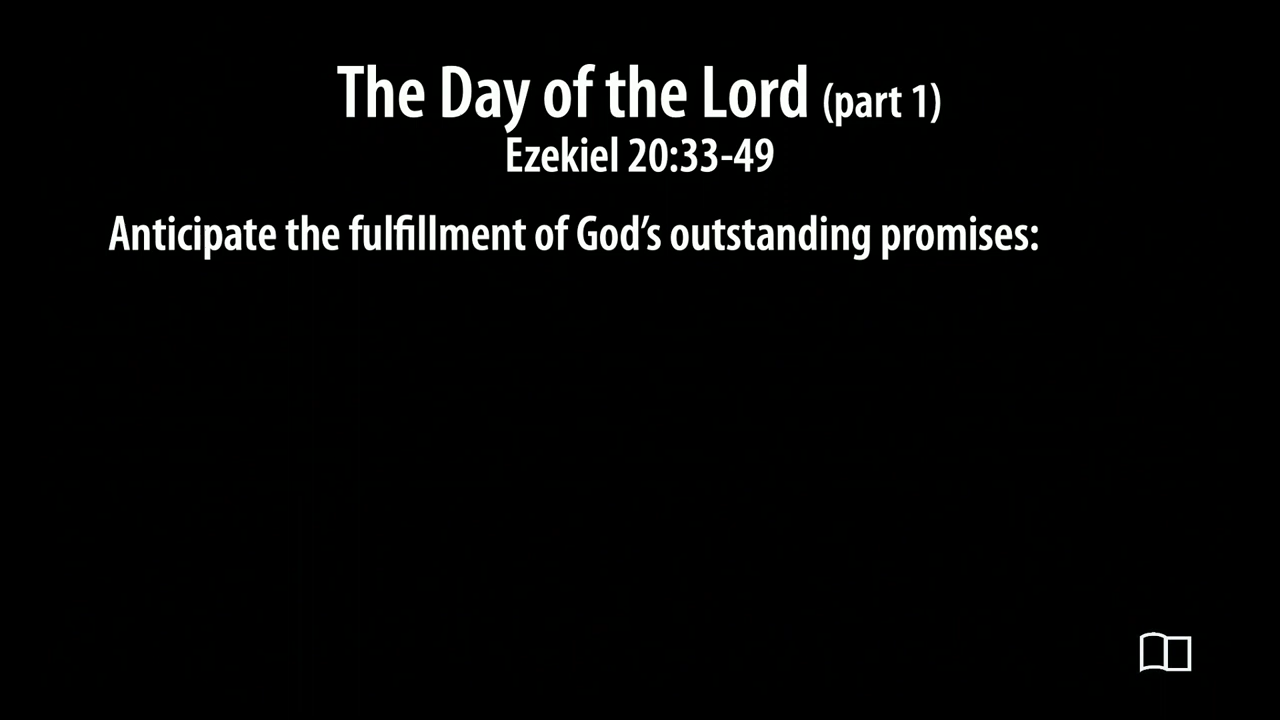 The Day of the Lord (part 1)
Ezekiel 20:33-49
Anticipate the fulfillment of God’s outstanding promises: